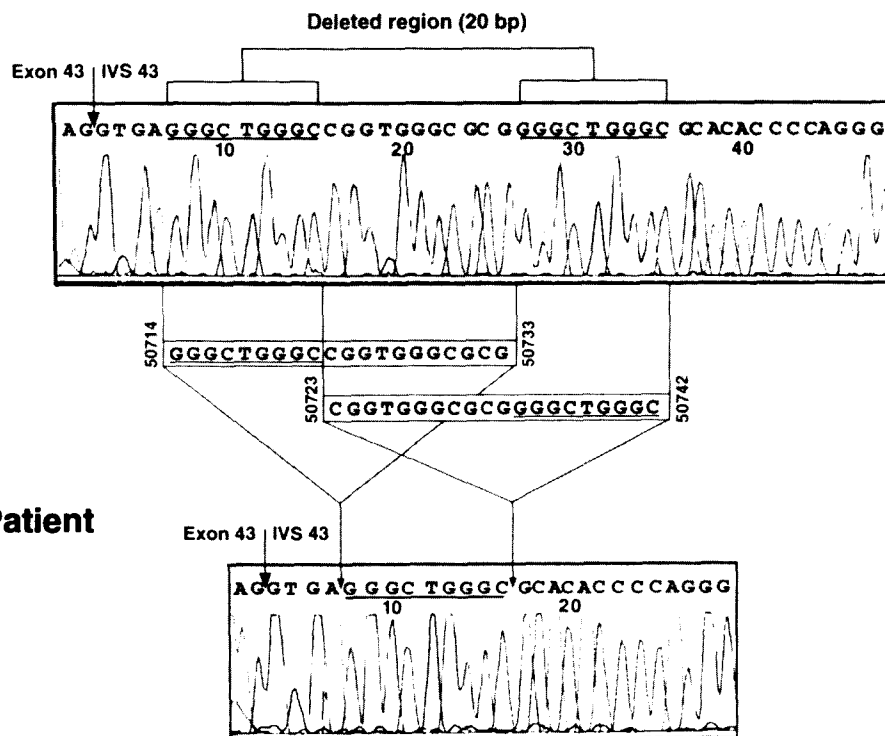 Deleted region (20 bp)
Exon 43 IVS 43
AGGTGAGGGCTGGGCCGGTGGGCGCGGGGCTGGGCGCACACCCCAGGG
10 20 30 40
50714 GGGCTGGGCCGGTGGGCGCG 50733
50723 CGGTGGGCGCGGGGCTGGGC 50742
Patient
Exon 43 IVS 43
AGGTGAGGGCTGGGCGCACACCCCAGGG
10 20